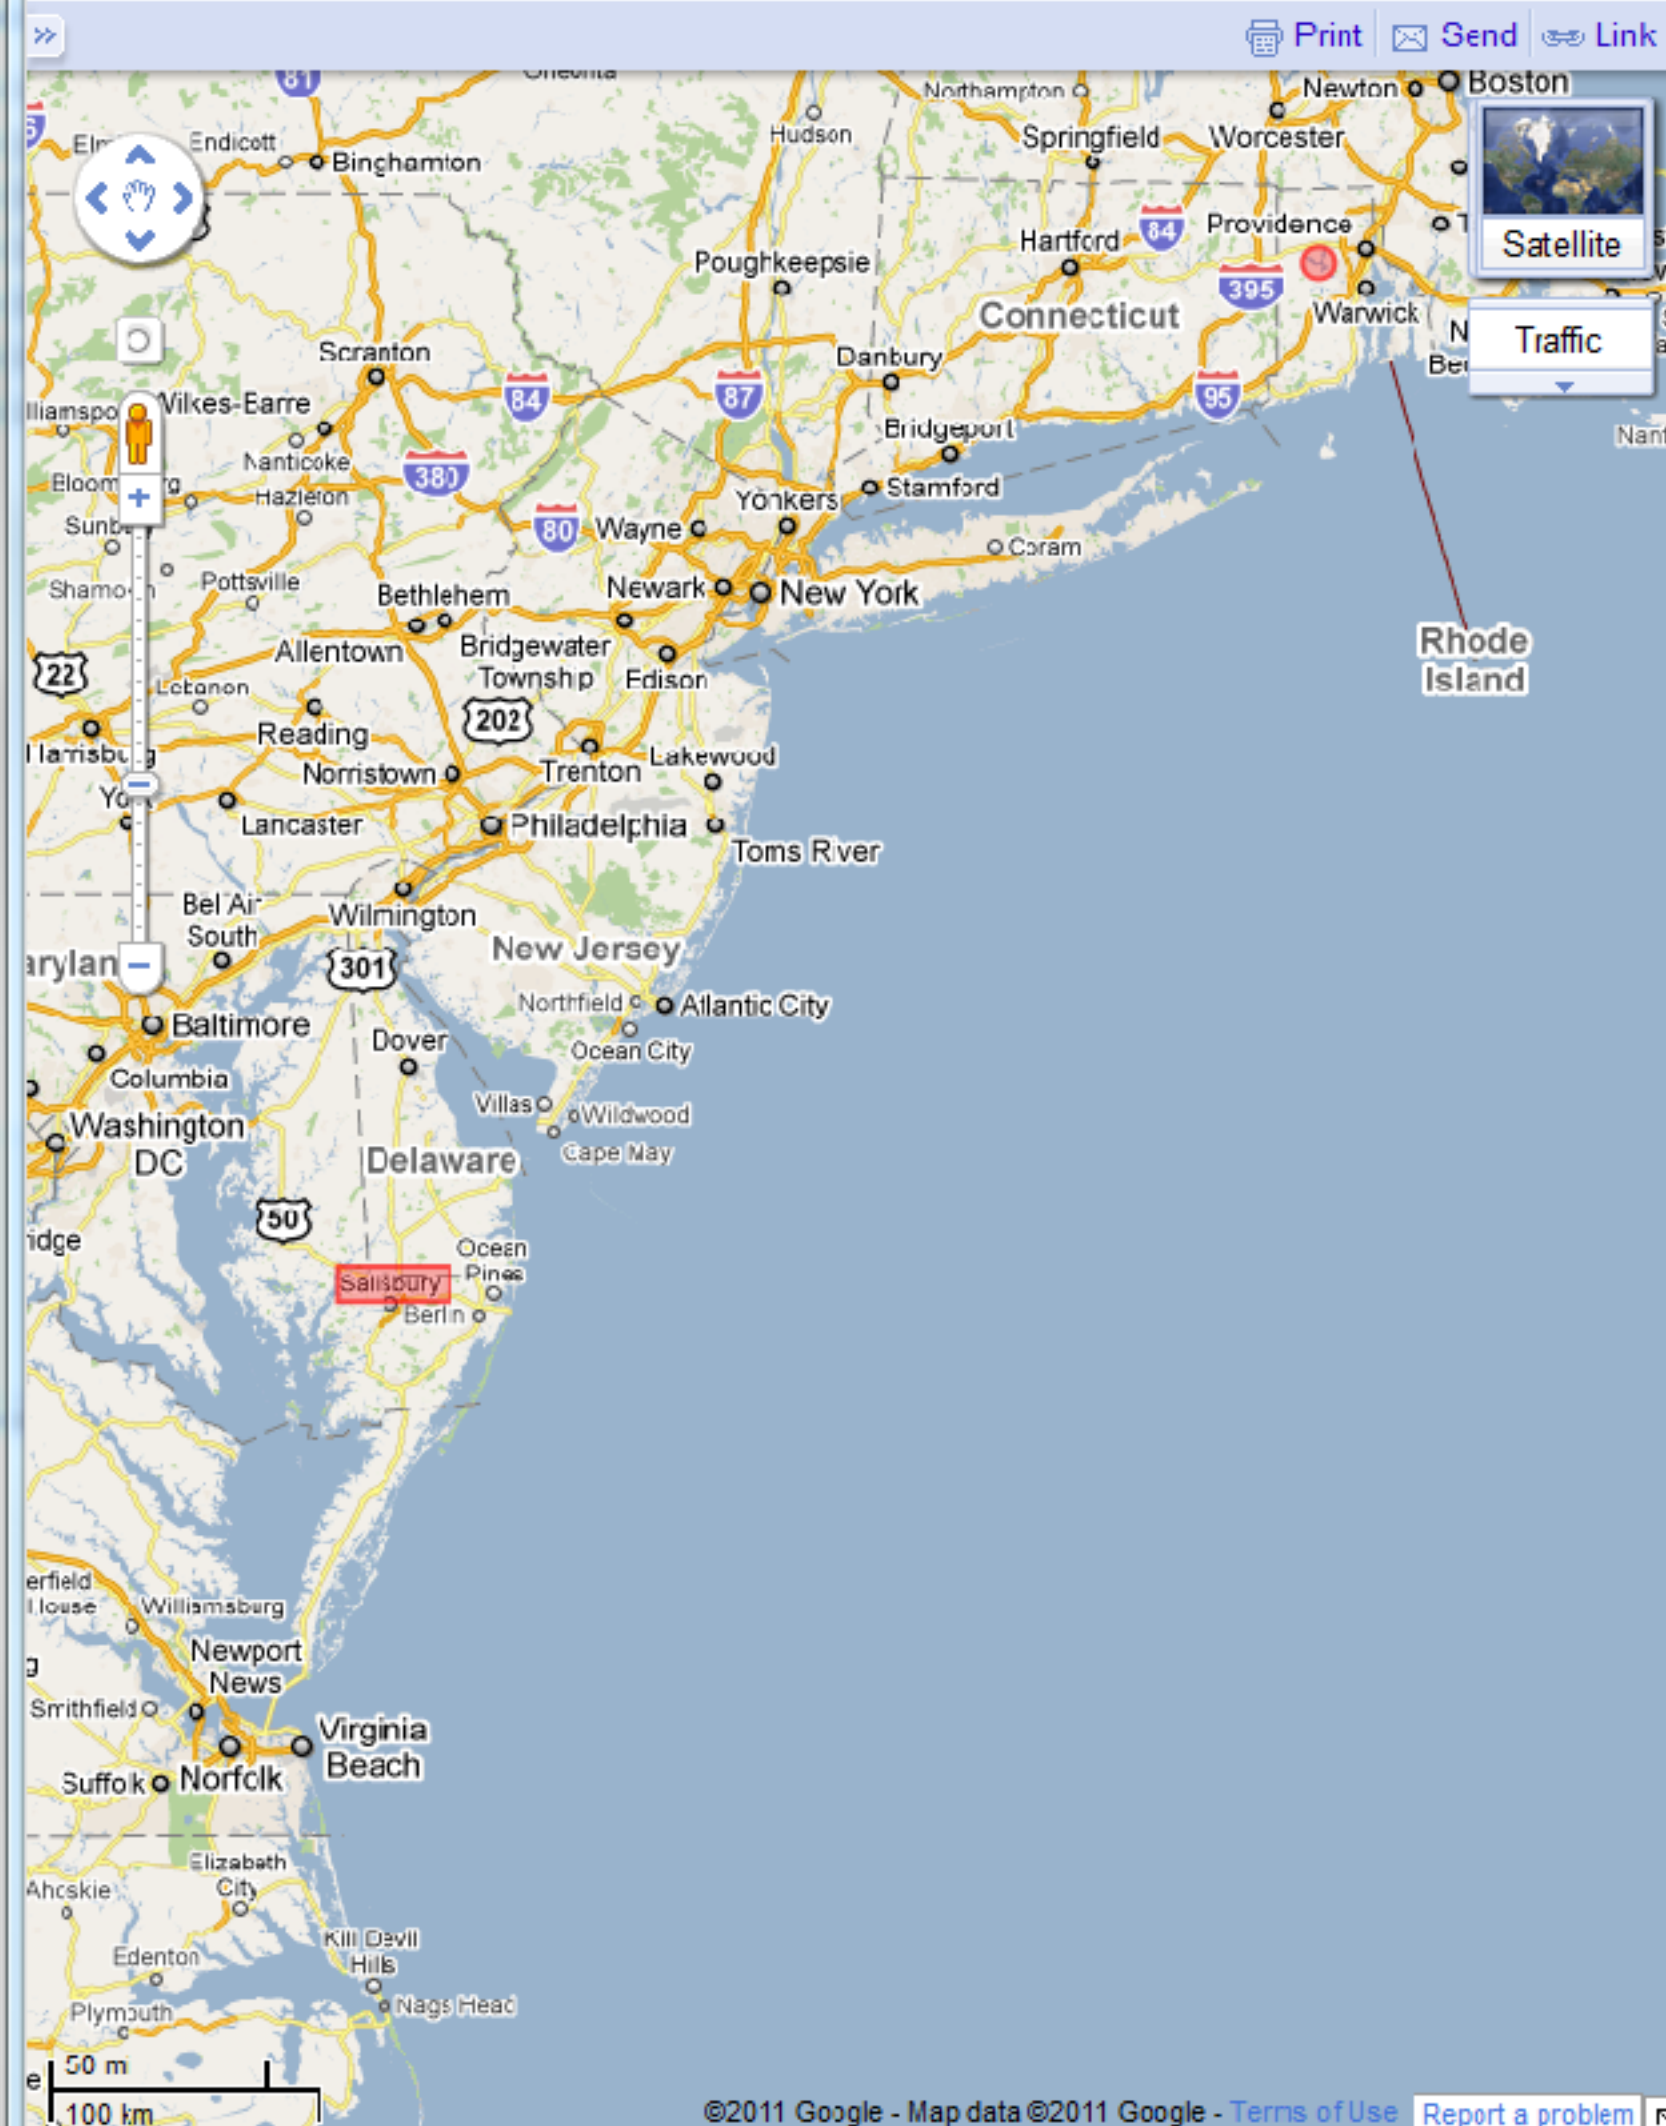 Print
Send
Link
81
Oneonta
Northampton
Newton
Boston
Endicott
Hudson
Springfield
Worcester
Binghamton
Providence
84
Hartford
Poughkeepsie
Satellite
395
Connecticut
Warwick
Traffic
Scranton
Danbury
84
87
95
Wilkes-Barre
Bridgeport
Nanticoke
380
Hazleton
Yonkers
Stamford
80
Wayne
Coram
Pottsville
Bethlehem
Newark
New York
Allentown
Bridgewater
Township
Edison
Rhode
Island
22
Lebanon
202
Reading
Harrisburg
Norristown
Trenton
Lakewood
Lancaster
Philadelphia
Toms River
Bel Air
South
Wilmington
New Jersey
301
Northfield
Atlantic City
Baltimore
Dover
Ocean City
Columbia
Villas
Wildwood
Washington
DC
Cape May
Delaware
50
idge
Ocean
Pines
Salisbury
Berlin
erfield
House
Williamsburg
Newport
News
Smithfield
Virginia
Beach
Suffolk
Norfolk
Elizabeth
City
Ahoskie
Kill Devil
Hills
Edenton
Nags Head
Plymouth
50 m
100 km
©2011 Google - Map data ©2011 Google - Terms of Use
Report a problem